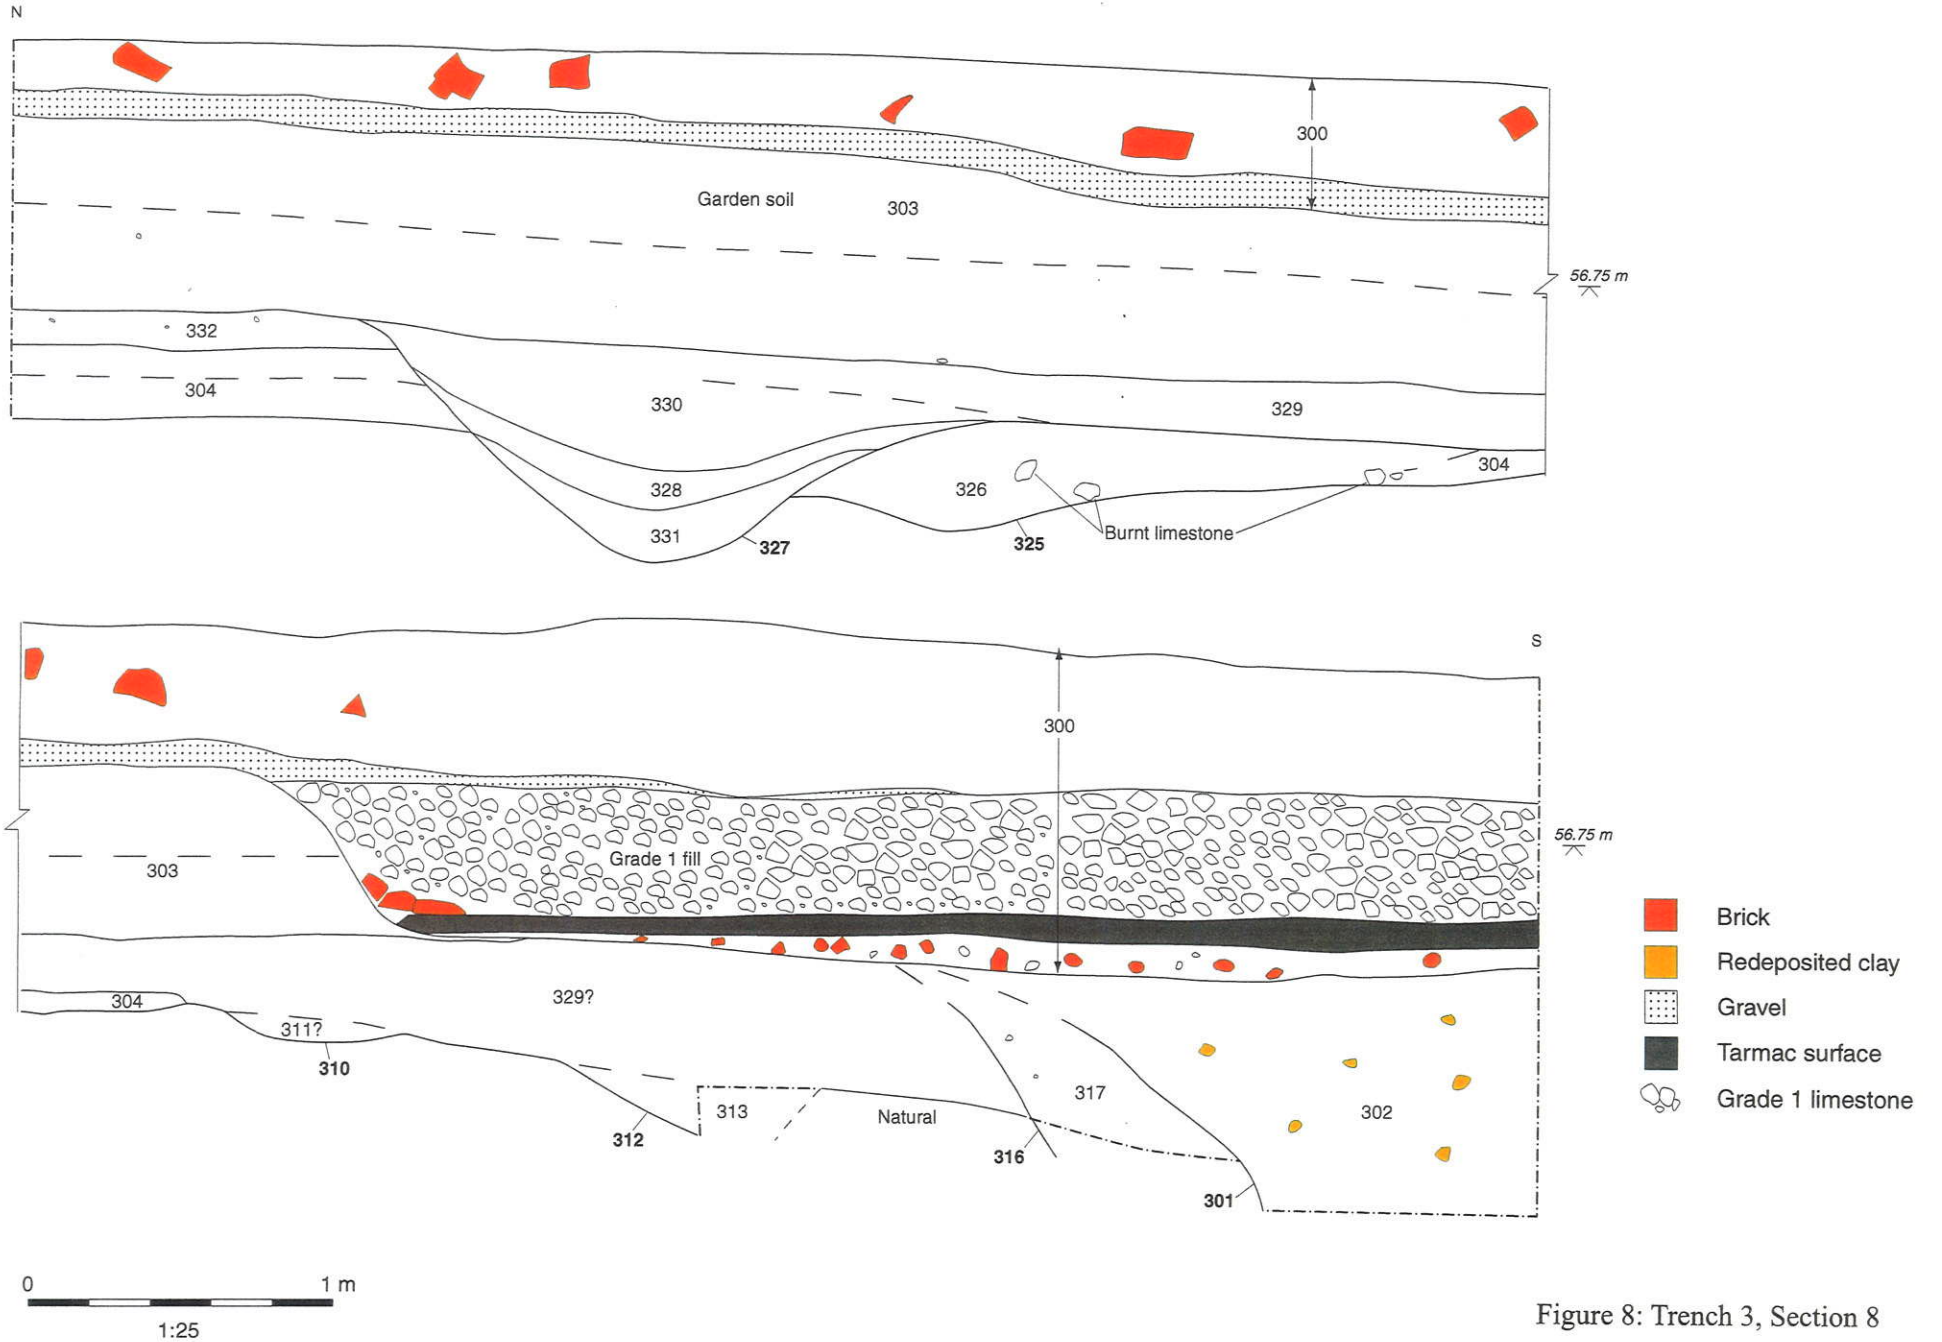 N
300
Garden soil
303
56.75 m
332
304
330
329
328
326
304
331
327
325
Burnt limestone
S
300
56.75 m
Grade 1 fill
303
Brick
Redeposited clay
304
329?
Gravel
311?
310
Tarmac surface
317
Grade 1 limestone
313
Natural
302
312
316
301
0 1 m
1:25
Figure 8: Trench 3, Section 8